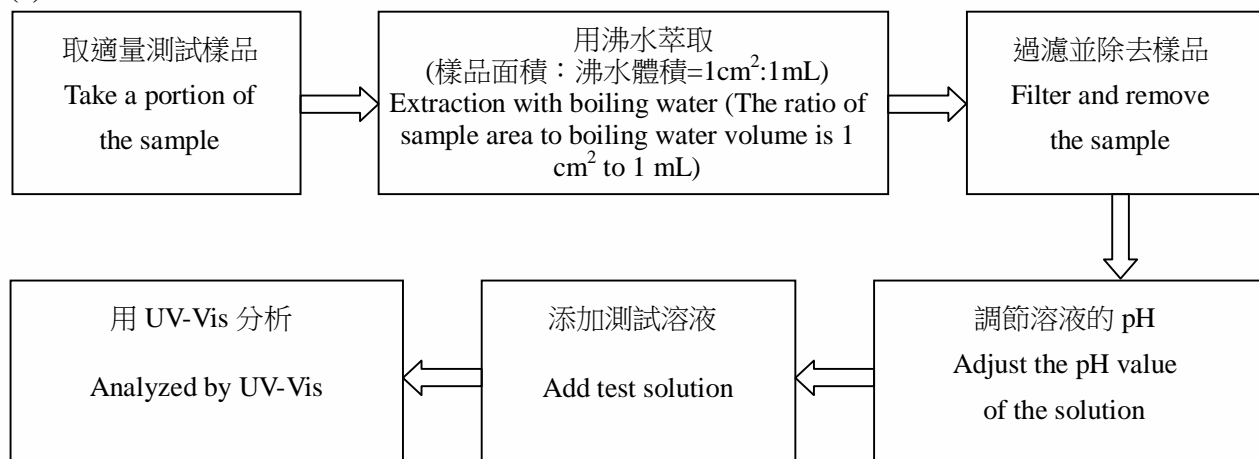 取適量測試樣品
Take a portion of
the sample
用沸水萃取
(樣品面積：沸水體積=1cm²:1mL)
Extraction with boiling water (The ratio of
sample area to boiling water volume is 1
cm² to 1 mL)
過濾並除去樣品
Filter and remove
the sample
調節溶液的 pH
Adjust the pH value
of the solution
添加測試溶液
Add test solution
用 UV-Vis 分析
Analyzed by UV-Vis